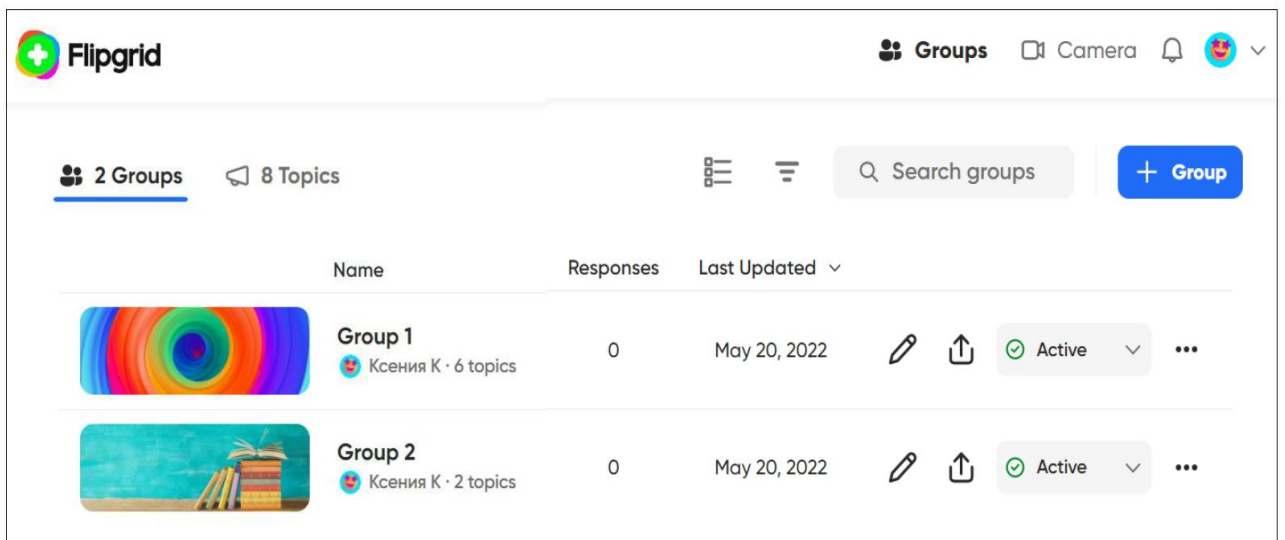 Flipgrid
Groups Camera
2 Groups 8 Topics Search groups + Group
Name Responses Last Updated
Group 1
Ксения К · 6 topics
0 May 20, 2022 Active
Group 2
Ксения К · 2 topics
0 May 20, 2022 Active